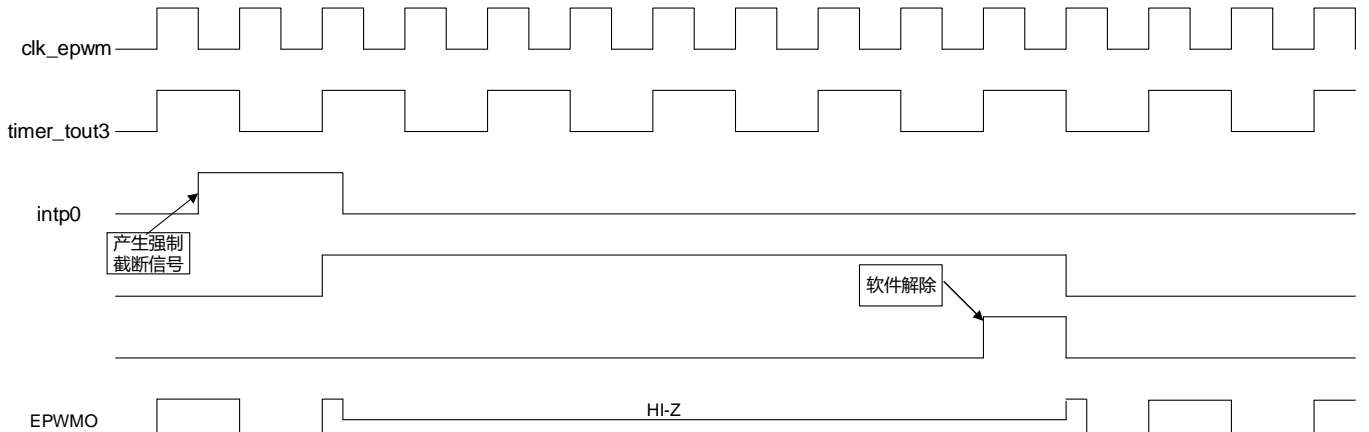 clk_epwm
timer_tout3
intp0
产生强制
截断信号
软件解除
HI-Z
EPWMO